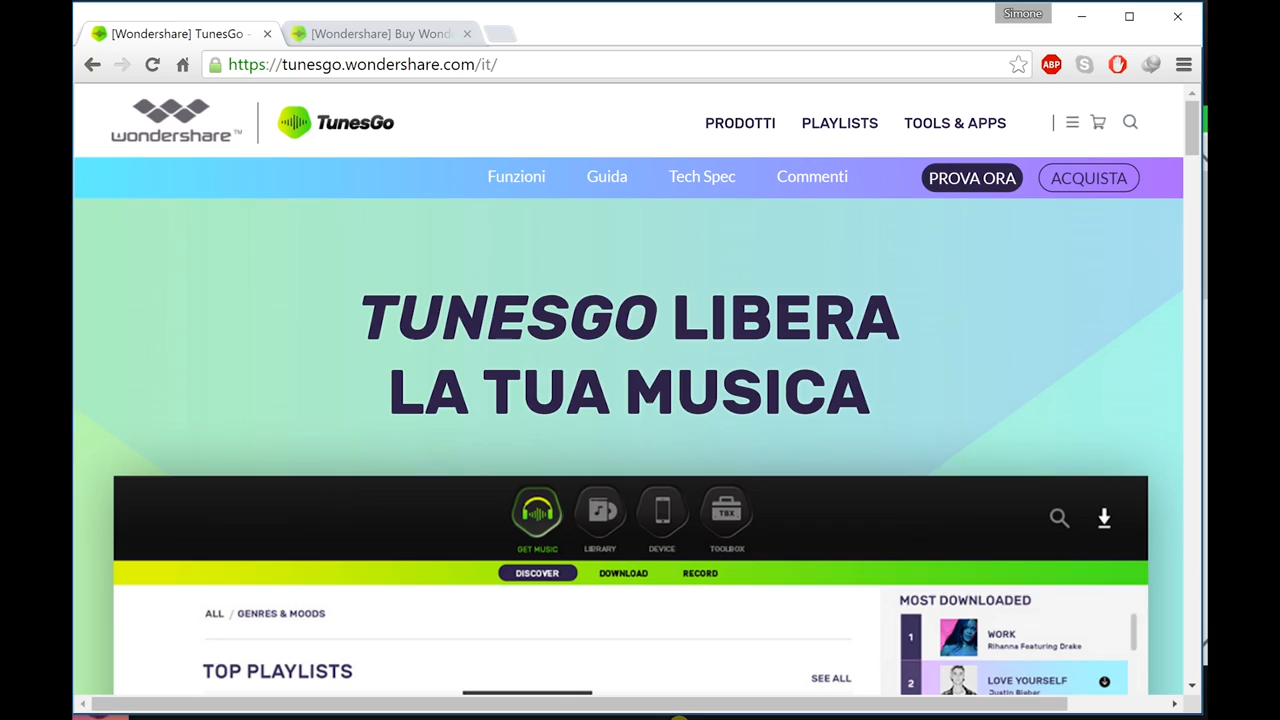 Simone
[Wondershare] TunesGo -
[Wondershare] Buy Wond
https://tunesgo.wondershare.com/it/
ABP
S
wondershare™
TunesGo
PRODOTTI
PLAYLISTS
TOOLS & APPS
Funzioni
Guida
Tech Spec
Commenti
PROVA ORA
ACQUISTA
TUNESGO LIBERA
LA TUA MUSICA
TBX
GET MUSIC
LIBRARY
DEVICE
TOOLBOX
DISCOVER
DOWNLOAD
RECORD
ALL / GENRES & MOODS
TOP PLAYLISTS
SEE ALL
MOST DOWNLOADED
1
WORK
Rihanna Featuring Drake
2
LOVE YOURSELF
Justin Bieber